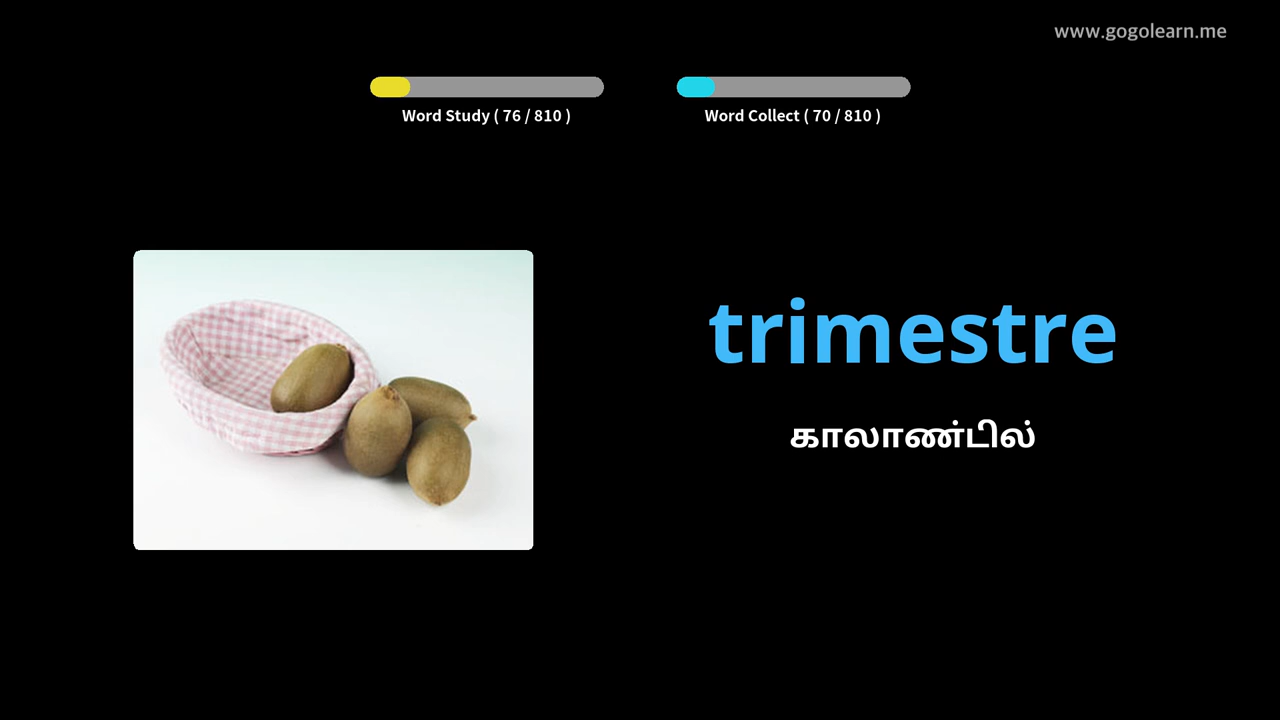 www.gogolearn.me
Word Study ( 76 / 810 )
Word Collect ( 70 / 810 )
trimestre
காலாண்டில்